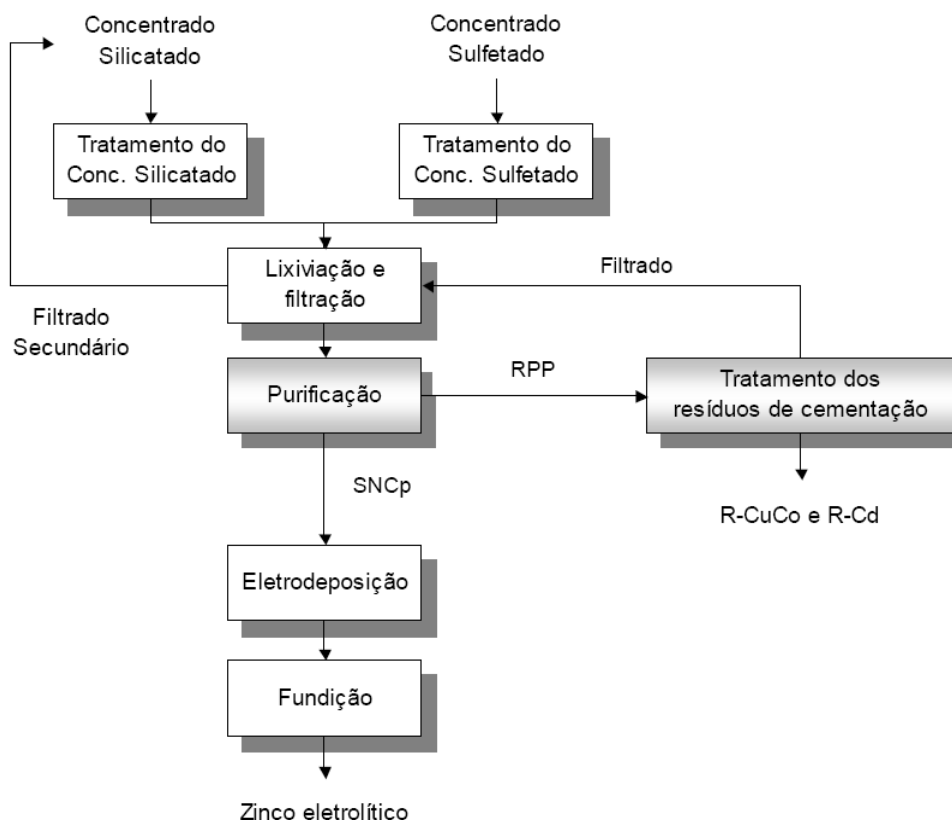 Concentrado
Silicatado
Concentrado
Sulfetado
Tratamento do
Conc. Silicatado
Tratamento do
Conc. Sulfetado
Lixiviação e
filtração
Filtrado
Filtrado
Secundário
Purificação
RPP
Tratamento dos
resíduos de cementação
SNCp
R-CuCo e R-Cd
Eletrodeposição
Fundição
Zinco eletrolítico